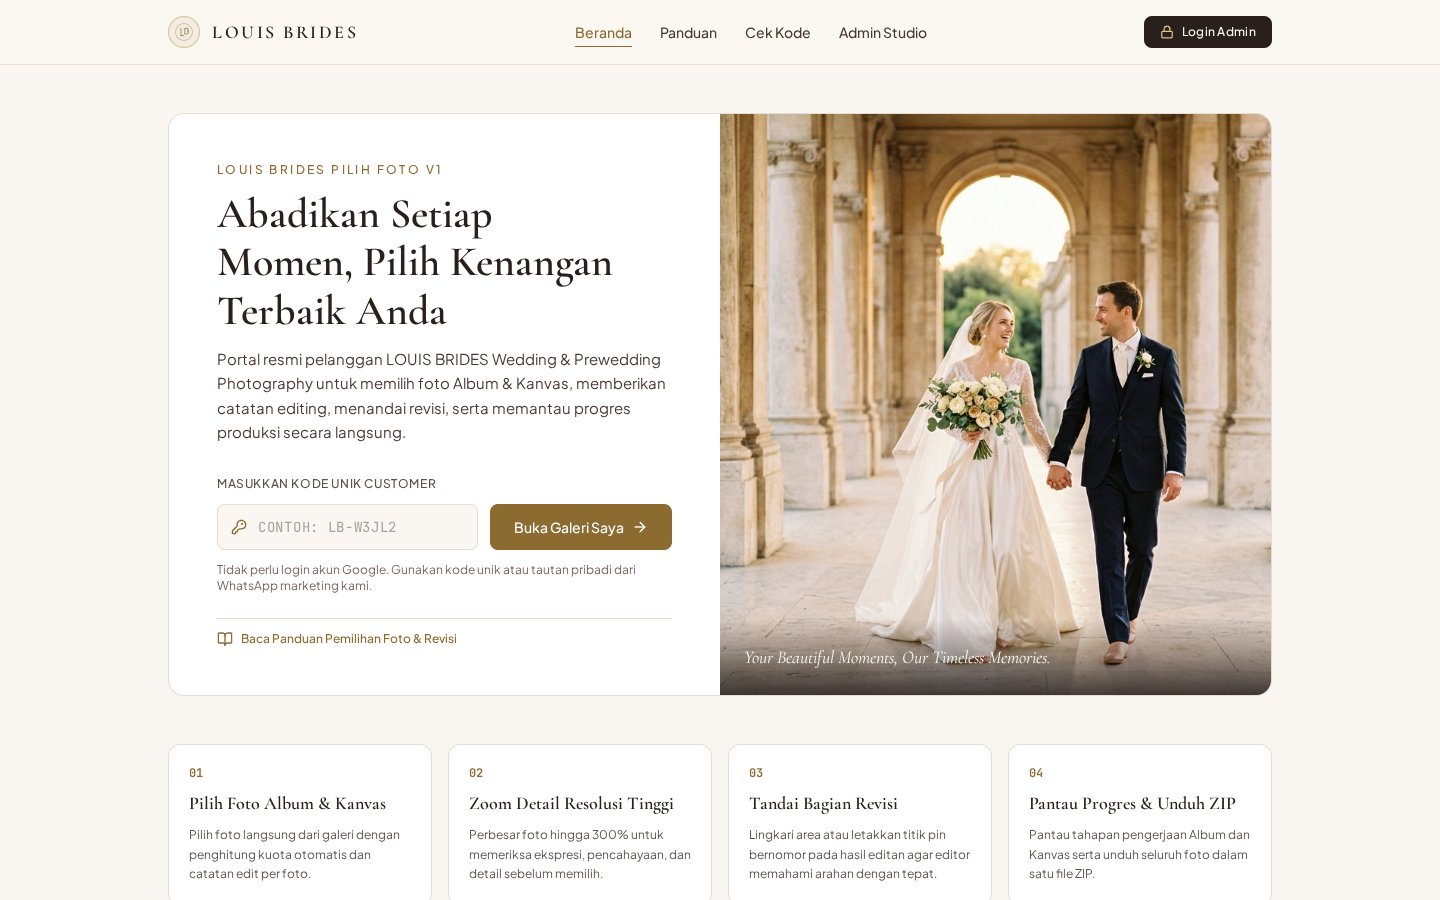 LB
LOUIS BRIDES
Beranda
Panduan
Cek Kode
Admin Studio
Login Admin
LOUIS BRIDES PILIH FOTO V1
Abadikan Setiap
Momen, Pilih Kenangan
Terbaik Anda
Portal resmi pelanggan LOUIS BRIDES Wedding & Prewedding
Photography untuk memilih foto Album & Kanvas, memberikan
catatan editing, menandai revisi, serta memantau progres
produksi secara langsung.
MASUKKAN KODE UNIK CUSTOMER
CONTOH: LB-W3JL2
Buka Galeri Saya
Tidak perlu login akun Google. Gunakan kode unik atau tautan pribadi dari
WhatsApp marketing kami.
Baca Panduan Pemilihan Foto & Revisi
Your Beautiful Moments, Our Timeless Memories.
01
Pilih Foto Album & Kanvas
Pilih foto langsung dari galeri dengan
penghitung kuota otomatis dan
catatan edit per foto.
02
Zoom Detail Resolusi Tinggi
Perbesar foto hingga 300% untuk
memeriksa ekspresi, pencahayaan, dan
detail sebelum memilih.
03
Tandai Bagian Revisi
Lingkari area atau letakkan titik pin
bernomor pada hasil editan agar editor
memahami arahan dengan tepat.
04
Pantau Progres & Unduh ZIP
Pantau tahapan pengerjaan Album dan
Kanvas serta unduh seluruh foto dalam
satu file ZIP.